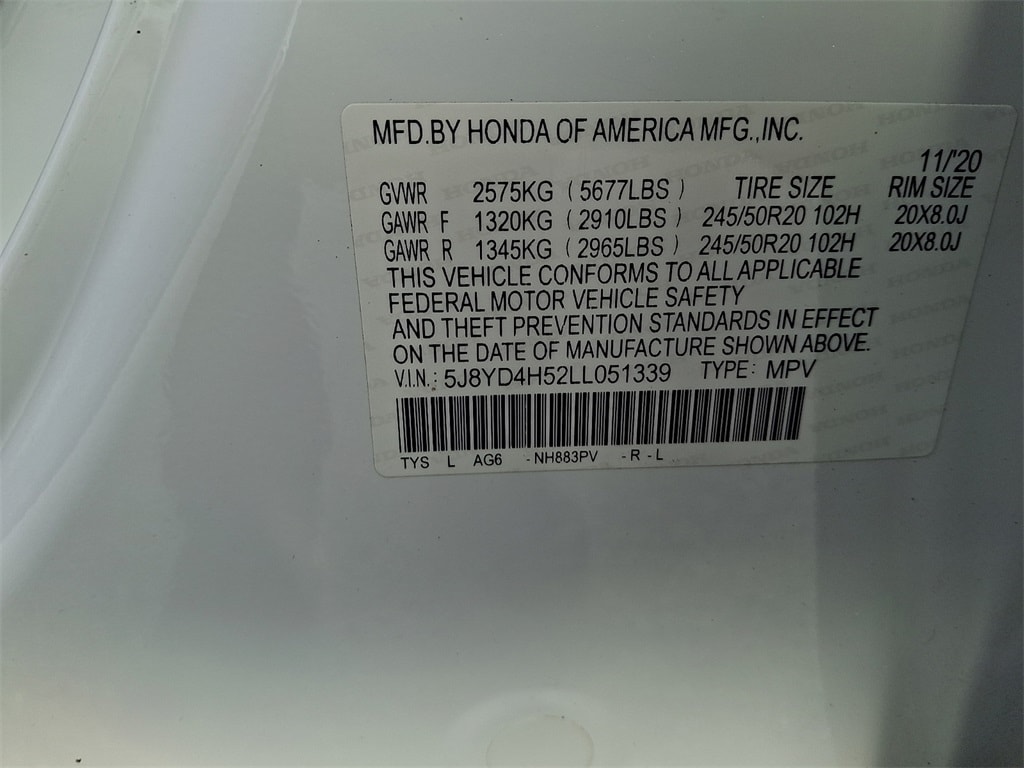 MFD.BY HONDA OF AMERICA MFG.,INC.
11/'20
GVWR 2575KG (5677LBS) TIRE SIZE RIM SIZE
GAWR F 1320KG (2910LBS) 245/50R20 102H 20X8.0J
GAWR R 1345KG (2965LBS) 245/50R20 102H 20X8.0J
THIS VEHICLE CONFORMS TO ALL APPLICABLE
FEDERAL MOTOR VEHICLE SAFETY
AND THEFT PREVENTION STANDARDS IN EFFECT
ON THE DATE OF MANUFACTURE SHOWN ABOVE.
V.I.N.: 5J8YD4H52LL051339 TYPE: MPV
TYS L AG6 -NH883PV -R-L